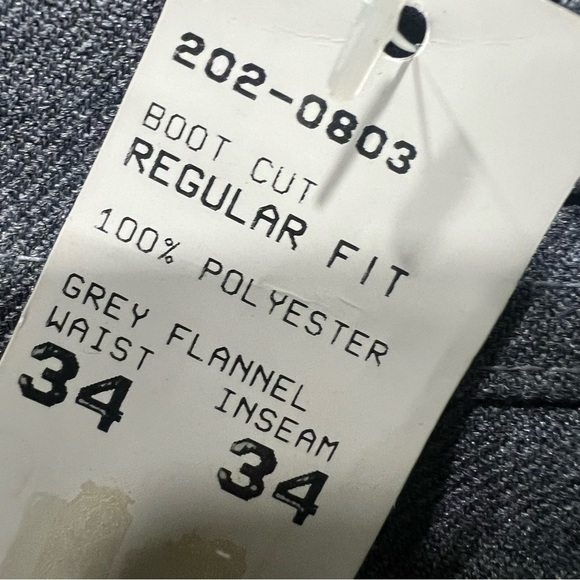 202-0803
BOOT CUT
REGULAR FIT
100% POLYESTER
GREY FLANNEL
WAIST INSEAM
34 34